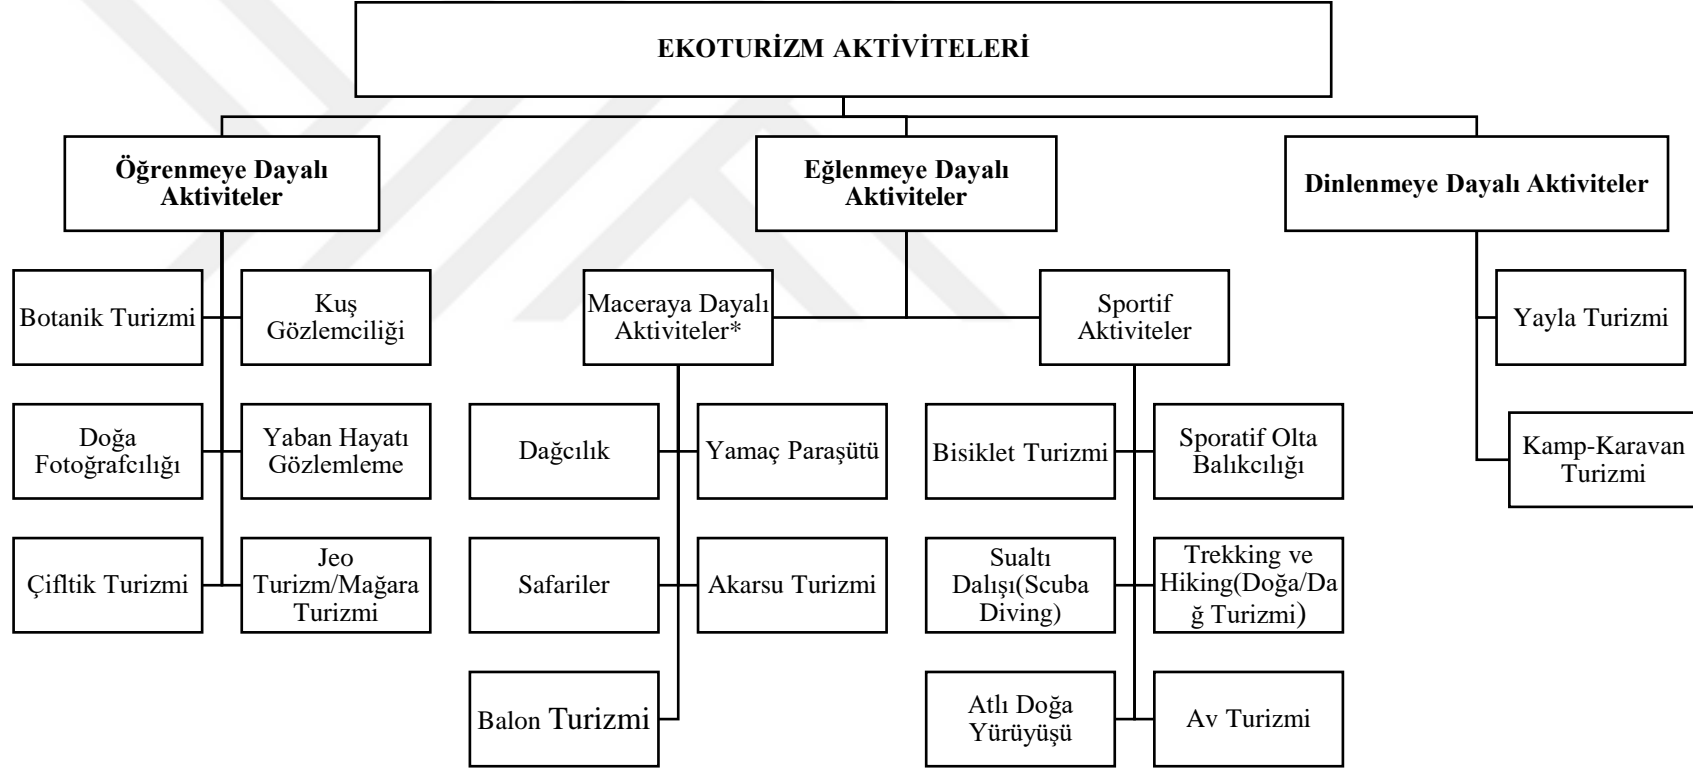 EKOTURİZM AKTİVİTELERİ
Öğrenmeye Dayalı
Aktiviteler
Eğlenmeye Dayalı
Aktiviteler
Dinlenmeye Dayalı Aktiviteler
Botanik Turizmi
Kuş
Gözlemciliği
Doğa
Fotoğrafcılığı
Yaban Hayatı
Gözlemleme
Çifltik Turizmi
Jeo
Turizm/Mağara
Turizmi
Maceraya Dayalı
Aktiviteler*
Dağcılık
Yamaç Paraşütü
Safariler
Akarsu Turizmi
Balon Turizmi
Sportif
Aktiviteler
Bisiklet Turizmi
Sporatif Olta
Balıkcılığı
Sualtı
Dalışı(Scuba
Diving)
Trekking ve
Hiking(Doğa/Da
ğ Turizmi)
Atlı Doğa
Yürüyüşü
Av Turizmi
Yayla Turizmi
Kamp-Karavan
Turizmi